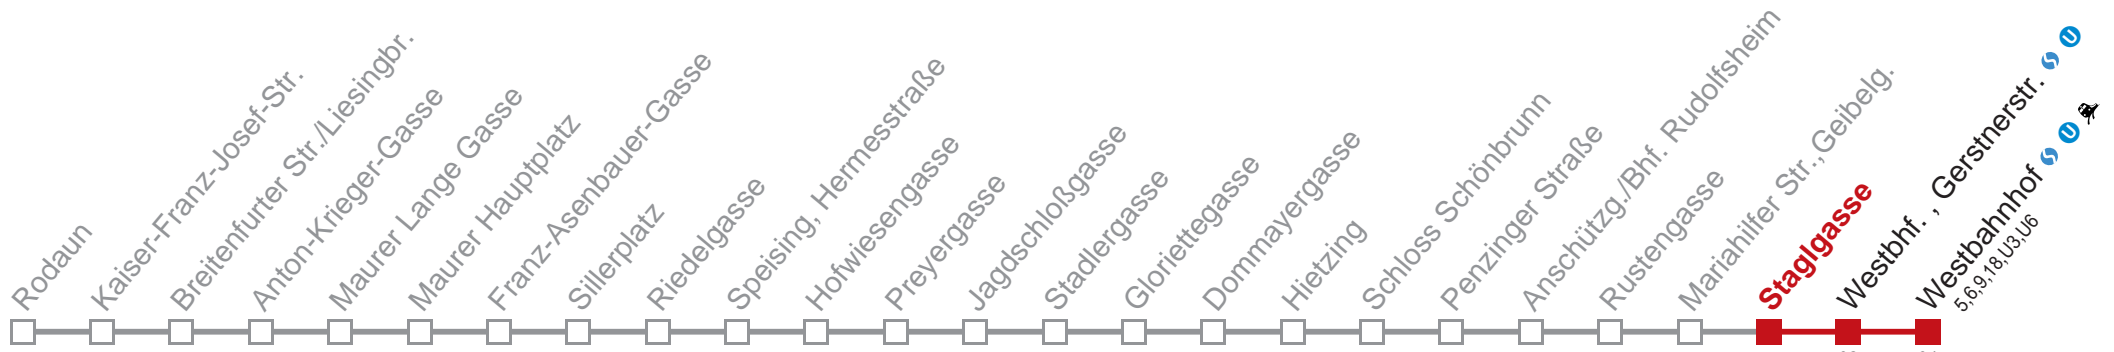 Rodaun
Kaiser-Franz-Josef-Str.
Breitenfurter Str./Liesingbr.
Anton-Krieger-Gasse
Maurer Lange Gasse
Maurer Hauptplatz
Franz-Asenbauer-Gasse
Sillerplatz
Riedelgasse
Speising, Hermesstraße
Hofwiesengasse
Preyergasse
Jagdschloßgasse
Stadlergasse
Gloriettegasse
Dommayergasse
Hietzing
Schloss Schönbrunn
Penzinger Straße
Anschützg./Bhf. Rudolfsheim
Rustengasse
Mariahilfer Str.,Geibelg.
Staglgasse
Westbhf. , Gerstnerstr. S U
Westbahnhof S U
5,6,9,18,U3,U6